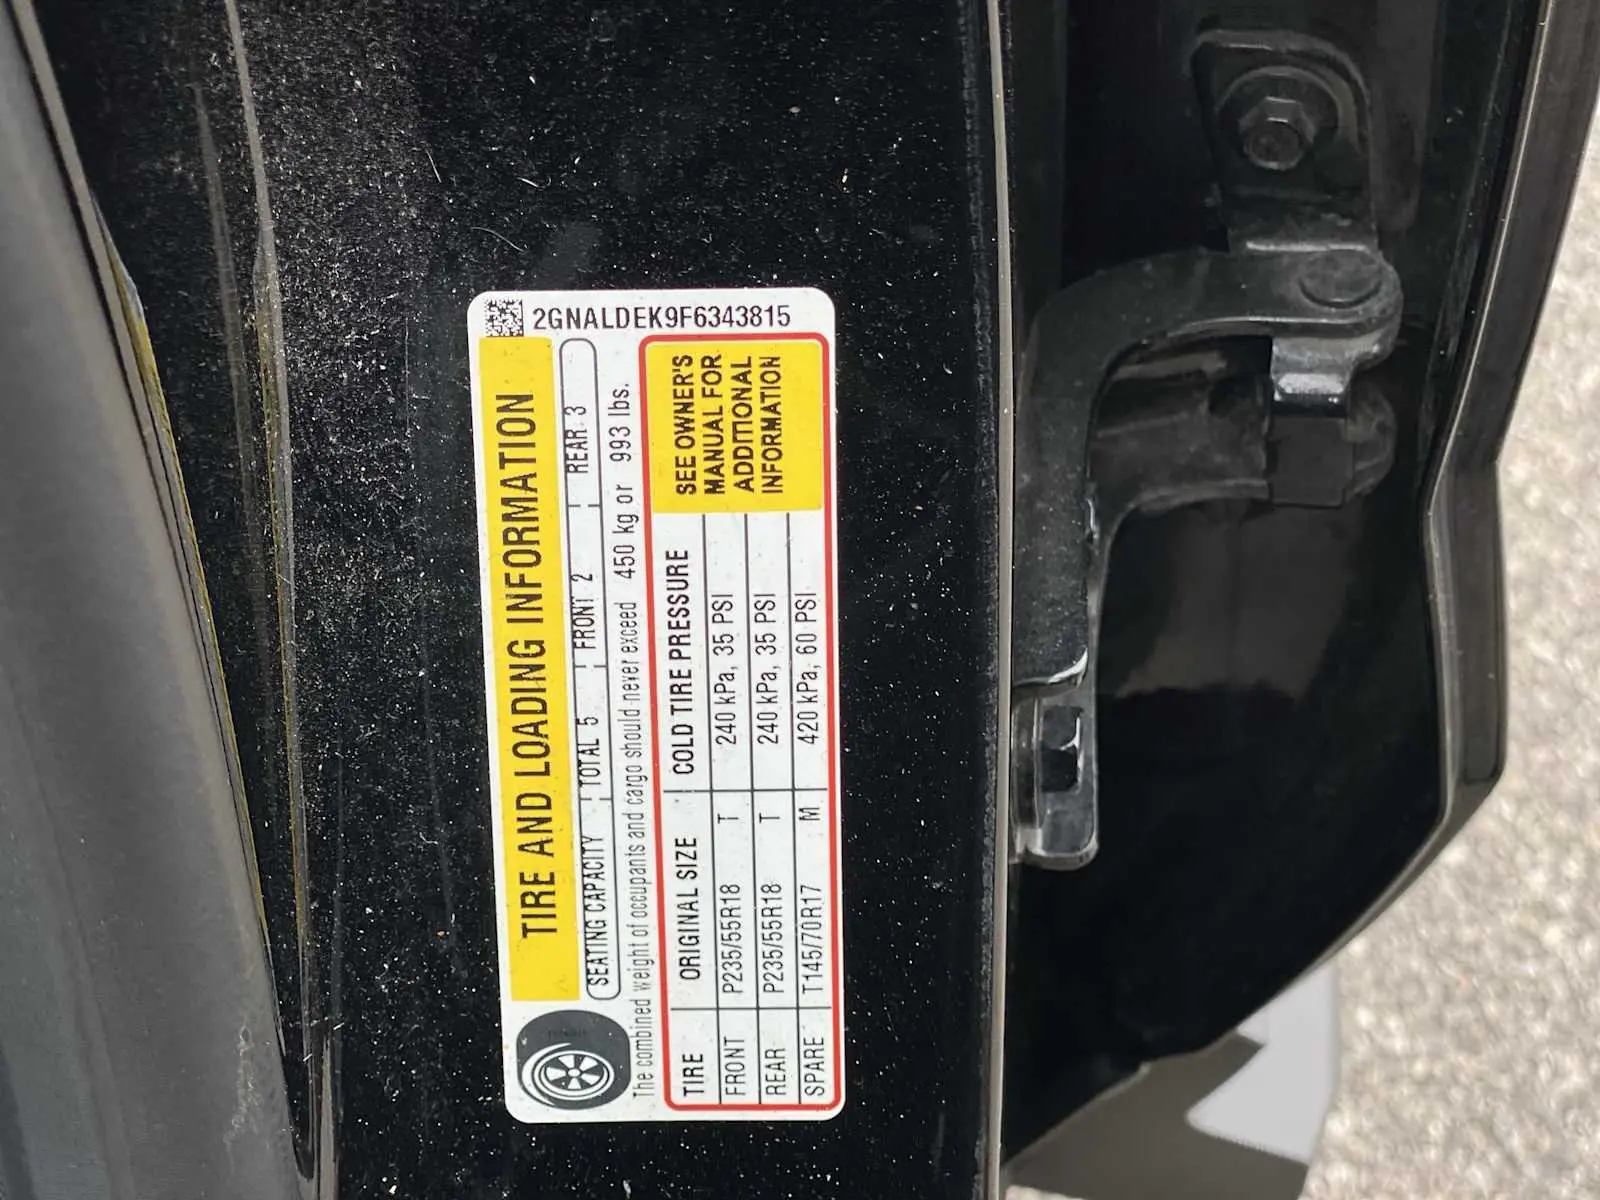 2GNALDEK9F6343815
TIRE AND LOADING INFORMATION
SEATING CAPACITY TOTAL 5 FRONT 2 REAR 3
The combined weight of occupants and cargo should never exceed 450 kg or 993 lbs.
TIRE ORIGINAL SIZE COLD TIRE PRESSURE
FRONT P235/55R18 T 240 kPa, 35 PSI
REAR P235/55R18 T 240 kPa, 35 PSI
SPARE T145/70R17 M 420 kPa, 60 PSI
SEE OWNER'S
MANUAL FOR
ADDITIONAL
INFORMATION